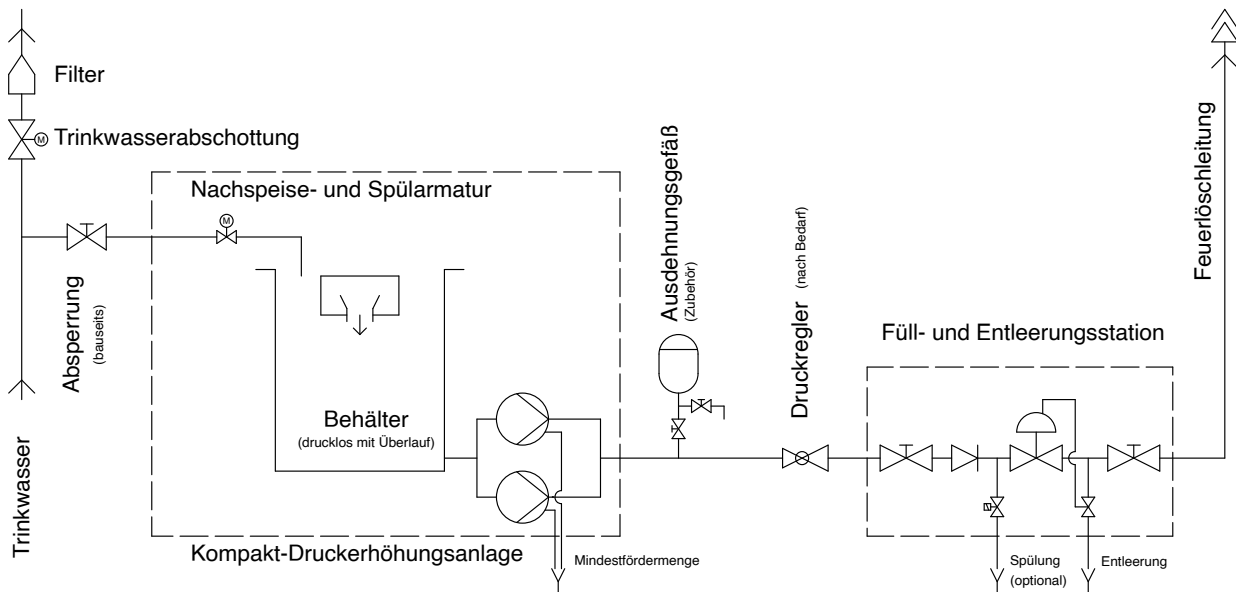 Filter
M
Trinkwasserabschottung
Nachspeise- und Spülarmatur
M
Absperrung
(bauseits)
Trinkwasser
Behälter
(drucklos mit Überlauf)
Kompakt-Druckerhöhungsanlage
Mindestfördermenge
Ausdehnungsgefäß
(Zubehör)
Druckregler (nach Bedarf)
Füll- und Entleerungsstation
Spülung
(optional)
Entleerung
Feuerlöschleitung